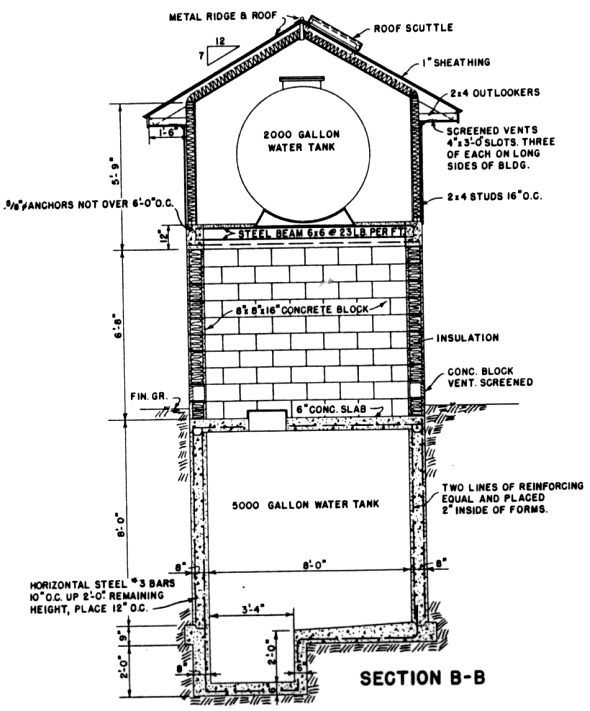 METAL RIDGE & ROOF
ROOF SCUTTLE
12
7
1" SHEATHING
2x4 OUTLOOKERS
1'-6"
2000 GALLON
WATER TANK
SCREENED VENTS
4"x3'-0" SLOTS. THREE
OF EACH ON LONG
SIDES OF BLDG.
5'-9"
2x4 STUDS 16" O.C.
5/8"ø ANCHORS NOT OVER 6'-0" O.C.
12"
STEEL BEAM 6x6 @ 23LB. PER FT.
8"x8"x16" CONCRETE BLOCK
6'-8"
INSULATION
CONC. BLOCK
VENT. SCREENED
FIN. GR.
6" CONC. SLAB
5000 GALLON WATER TANK
TWO LINES OF REINFORCING
EQUAL AND PLACED
2" INSIDE OF FORMS.
8'-0"
8"
8'-0"
8"
HORIZONTAL STEEL #3 BARS
10" O.C. UP 2'-0" REMAINING
HEIGHT, PLACE 12" O.C.
3'-4"
9"
2'-0"
2'-0"
8"
6"
6"
SECTION B-B